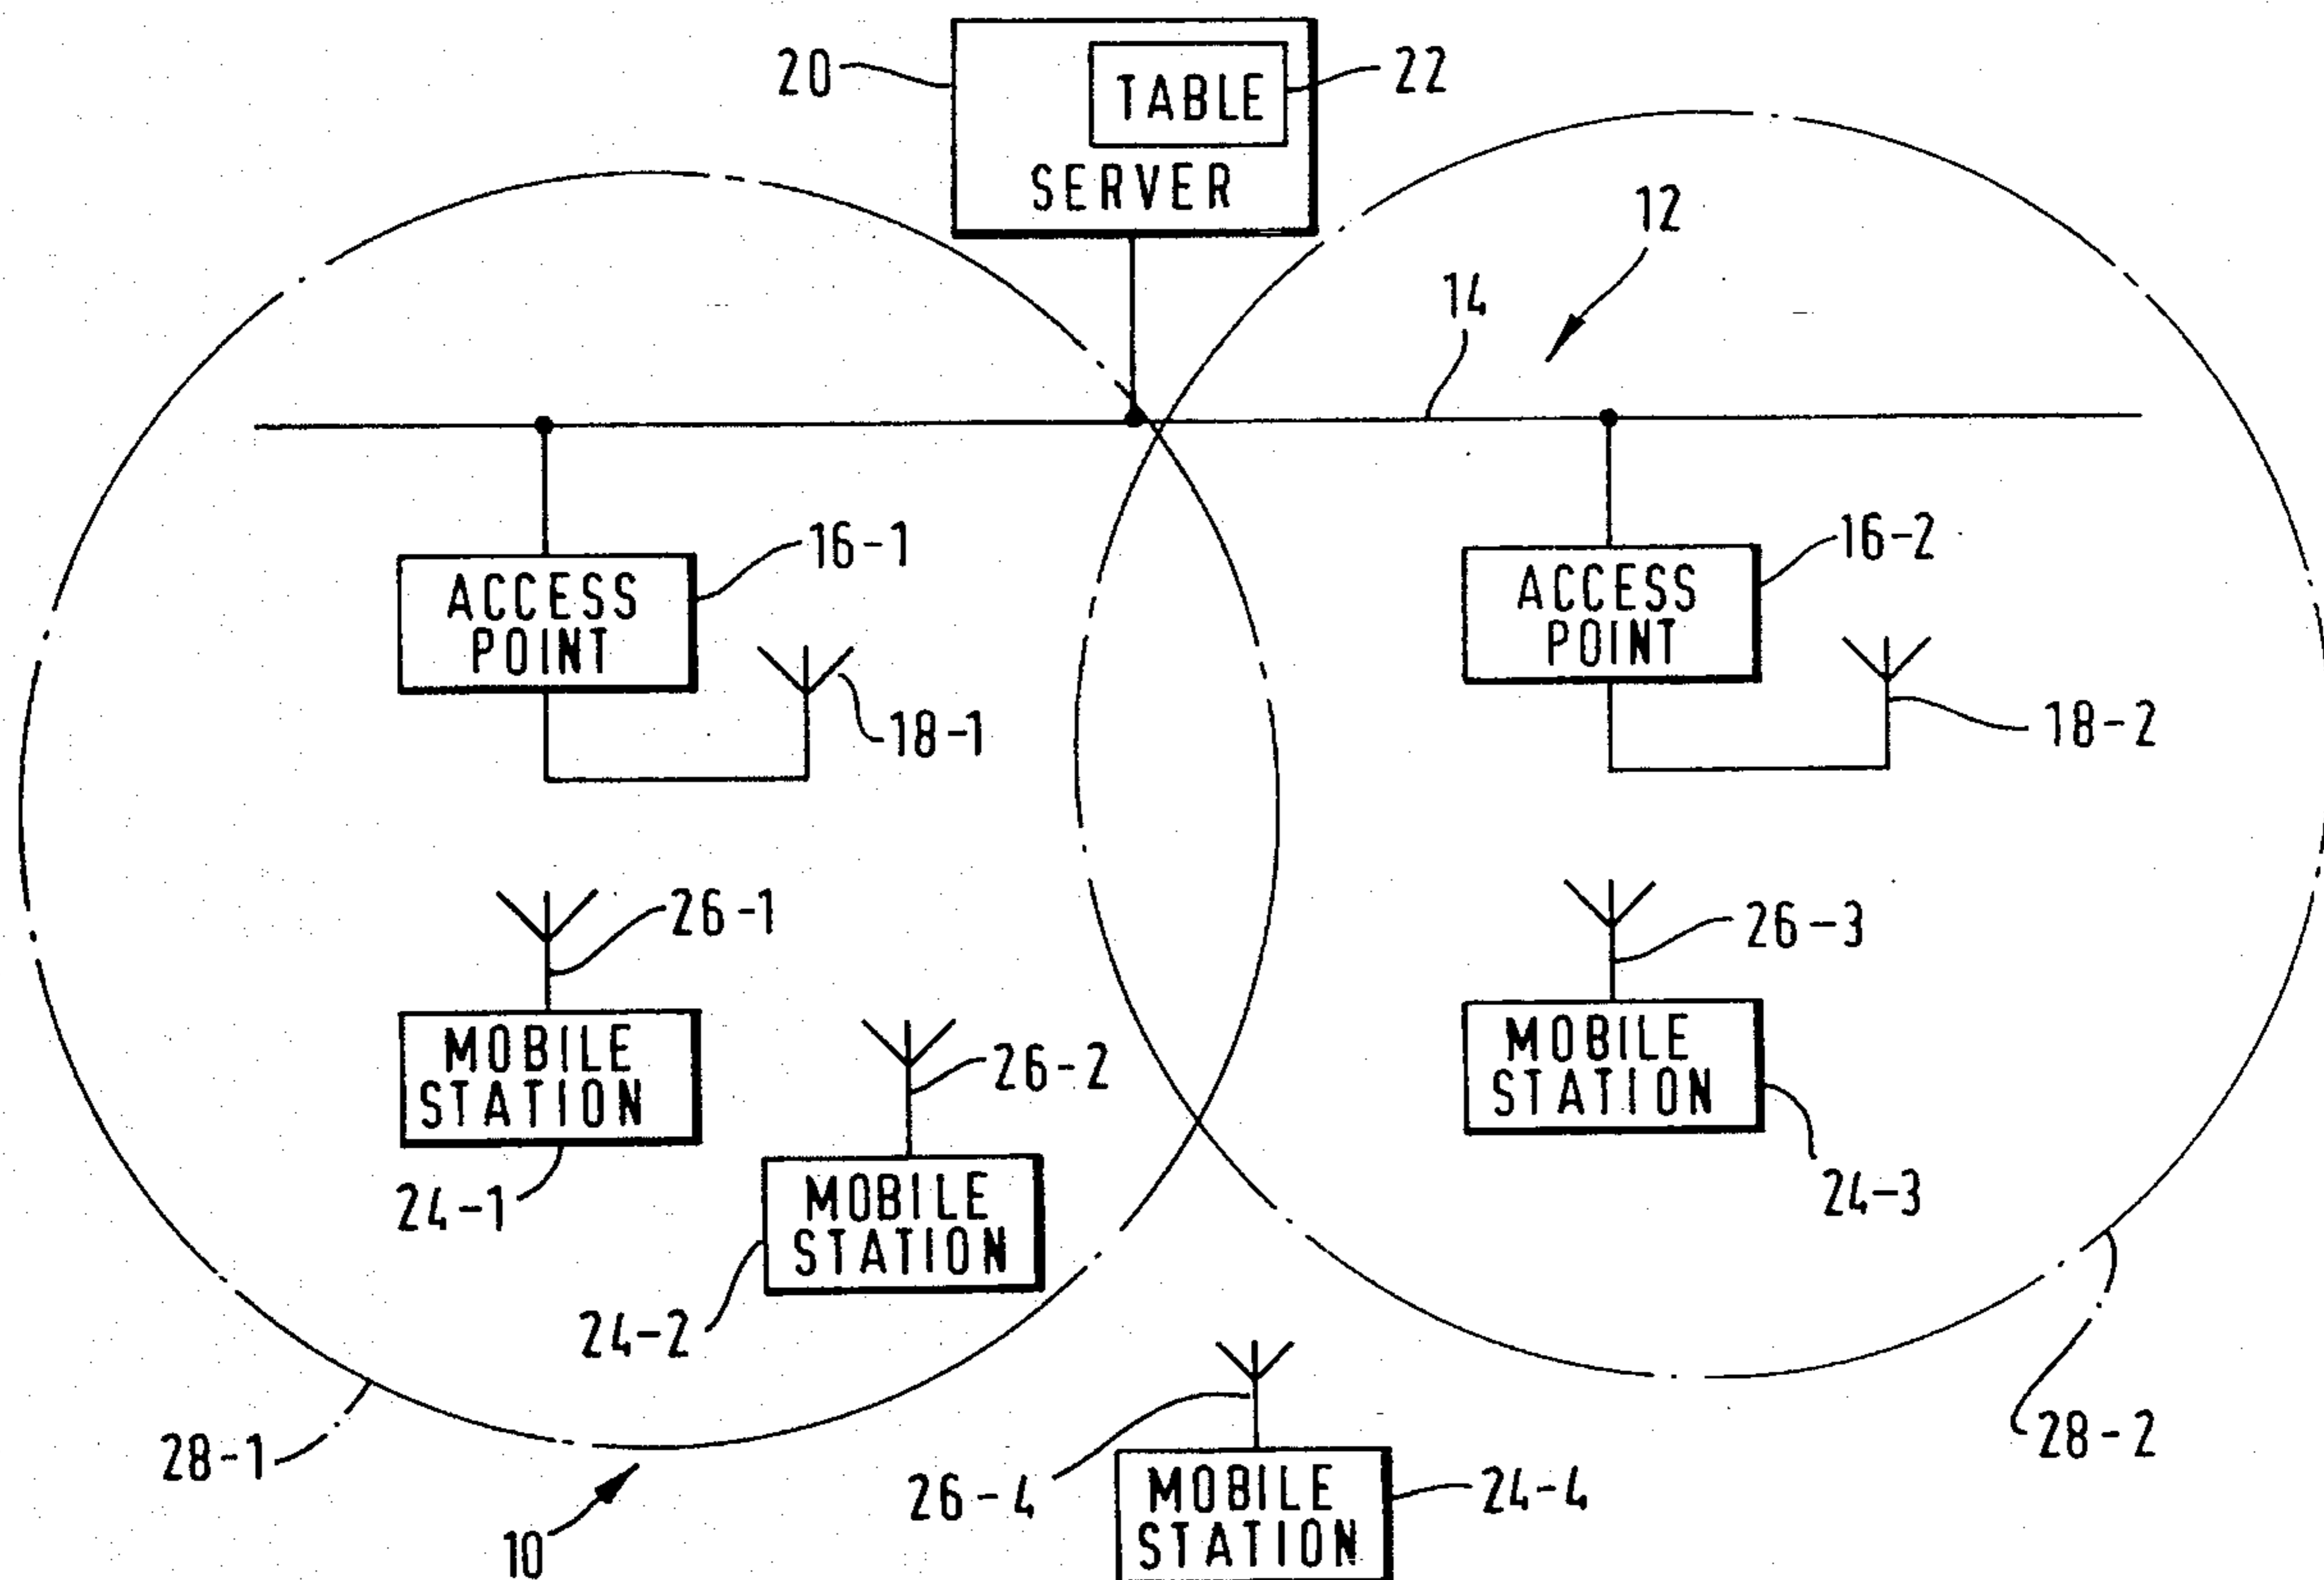 20
TABLE
22
SERVER
12
14
16-1
16-2
ACCESS
POINT
ACCESS
POINT
18-1
18-2
26-1
26-3
MOBILE
STATION
26-2
MOBILE
STATION
24-1
24-3
MOBILE
STATION
24-2
28-1
28-2
26-4
MOBILE
STATION
24-4
10